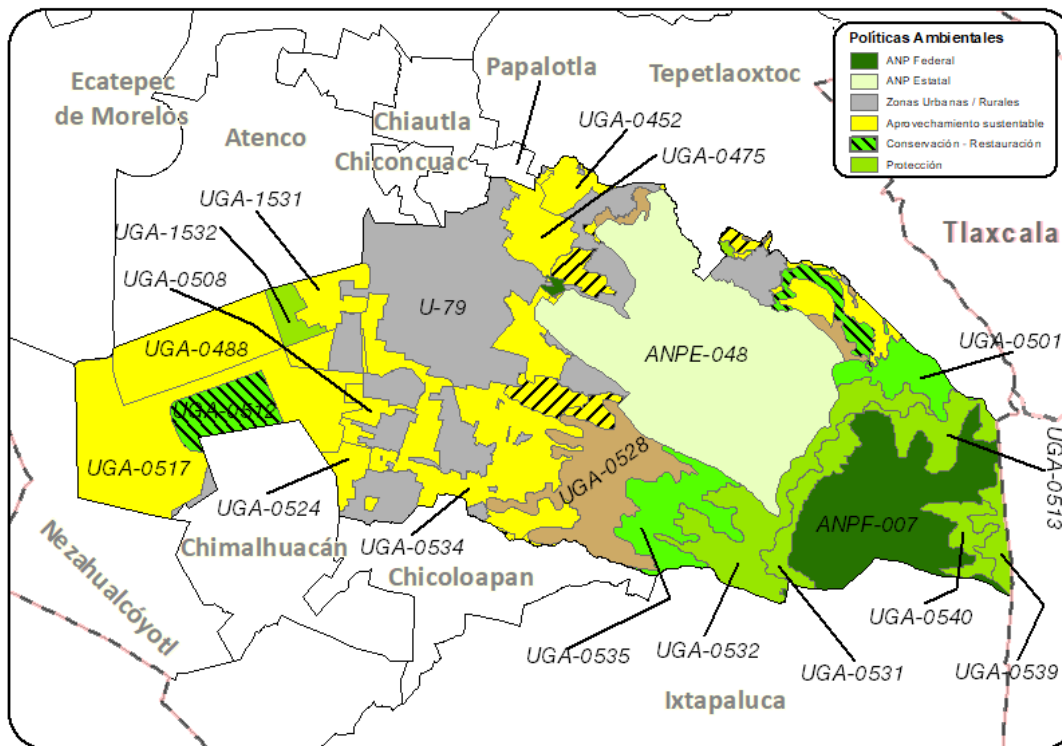 Políticas Ambientales
ANP Federal
ANP Estatal
Zonas Urbanas / Rurales
Aprovechamiento sustentable
Conservación - Restauración
Protección
Ecatepec
de Morelos
Papalotla
Tepetlaoxtoc
Atenco
Chiautla
Chiconcuac
UGA-0452
UGA-0475
UGA-1531
UGA-1532
UGA-0508
Tlaxcala
U-79
UGA-0488
ANPE-048
UGA-0501
UGA-0512
UGA-0517
UGA-0528
UGA-0513
UGA-0524
ANPF-007
Chimalhuacán
UGA-0534
Chicoloapan
Nezahualcóyotl
UGA-0535
UGA-0532
UGA-0531
UGA-0540
UGA-0539
Ixtapaluca